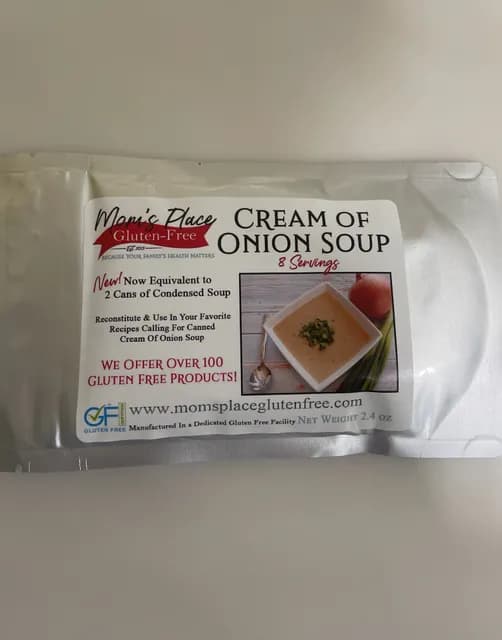 Mom's Place
Gluten-Free
BECAUSE YOUR FAMILY'S HEALTH MATTERS
CREAM OF
ONION SOUP
8 Servings
New! Now Equivalent to
2 Cans of Condensed Soup
Reconstitute & Use In Your Favorite
Recipes Calling For Canned
Cream Of Onion Soup
WE OFFER OVER 100
GLUTEN FREE PRODUCTS!
GF
GLUTEN FREE
www.momsplaceglutenfree.com
Manufactured In a Dedicated Gluten Free Facility NET WEIGHT 2.4 OZ